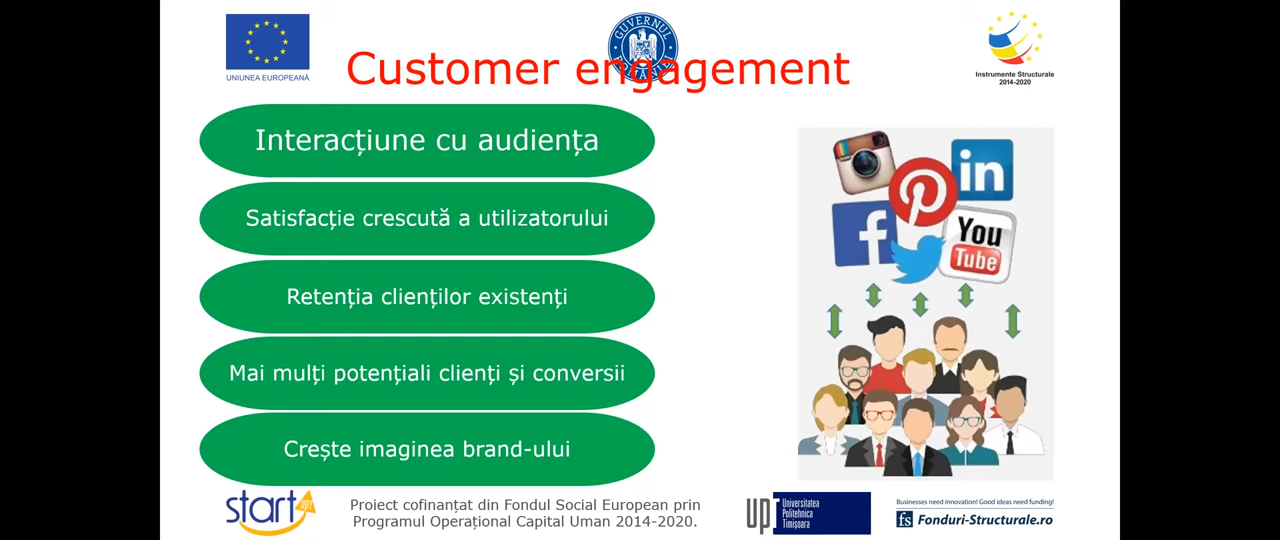 UNIUNEA EUROPEANĂ
GUVERNUL ROMÂNIEI
Instrumente Structurale
2014-2020
Customer engagement
Interacțiune cu audiența
Satisfacție crescută a utilizatorului
Retenția clienților existenți
Mai mulți potențiali clienți și conversii
Crește imaginea brand-ului
in
f
You
Tube
start UPT
Proiect cofinanțat din Fondul Social European prin
Programul Operațional Capital Uman 2014-2020.
UPT
Universitatea
Politehnica
Timișoara
Businesses need innovation! Good ideas need funding!
fs Fonduri-Structurale.ro